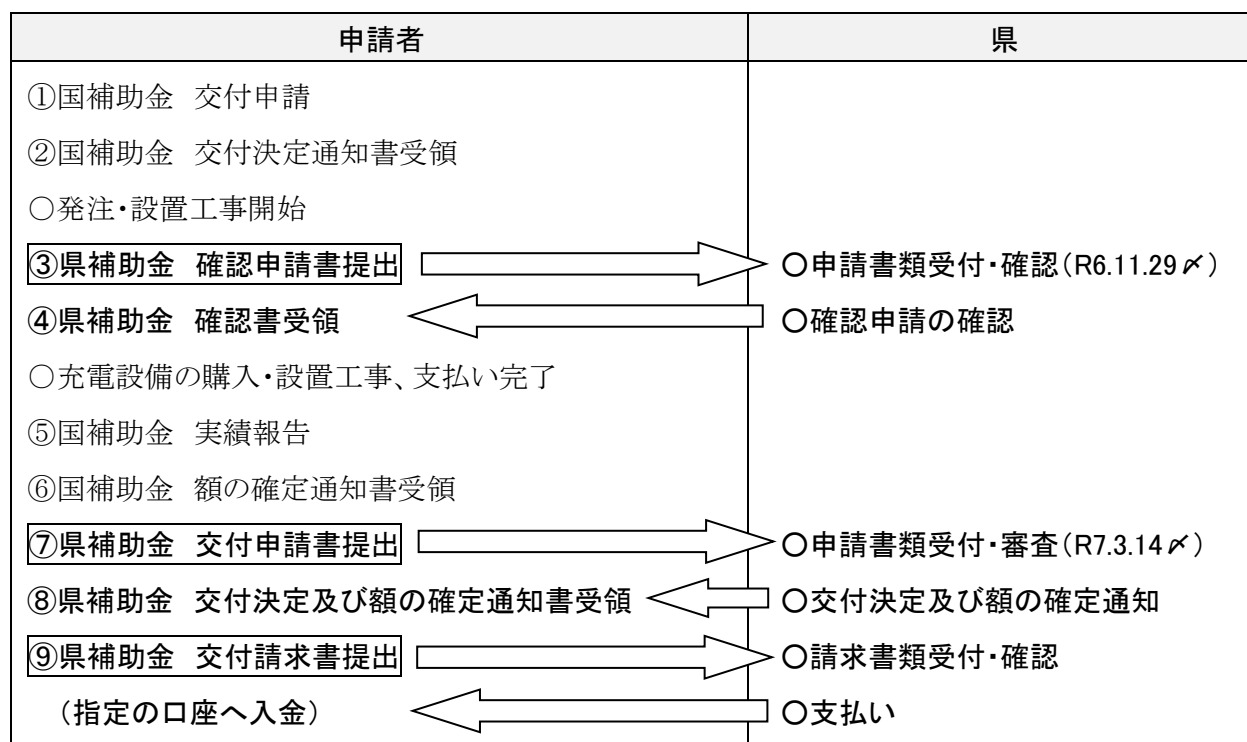 申請者 県
①国補助金 交付申請
②国補助金 交付決定通知書受領
○発注・設置工事開始
③県補助金 確認申請書提出 ○申請書類受付・確認(R6.11.29〆)
④県補助金 確認書受領 ○確認申請の確認
○充電設備の購入・設置工事、支払い完了
⑤国補助金 実績報告
⑥国補助金 額の確定通知書受領
⑦県補助金 交付申請書提出 ○申請書類受付・審査(R7.3.14〆)
⑧県補助金 交付決定及び額の確定通知書受領 ○交付決定及び額の確定通知
⑨県補助金 交付請求書提出 ○請求書類受付・確認
(指定の口座へ入金) ○支払い